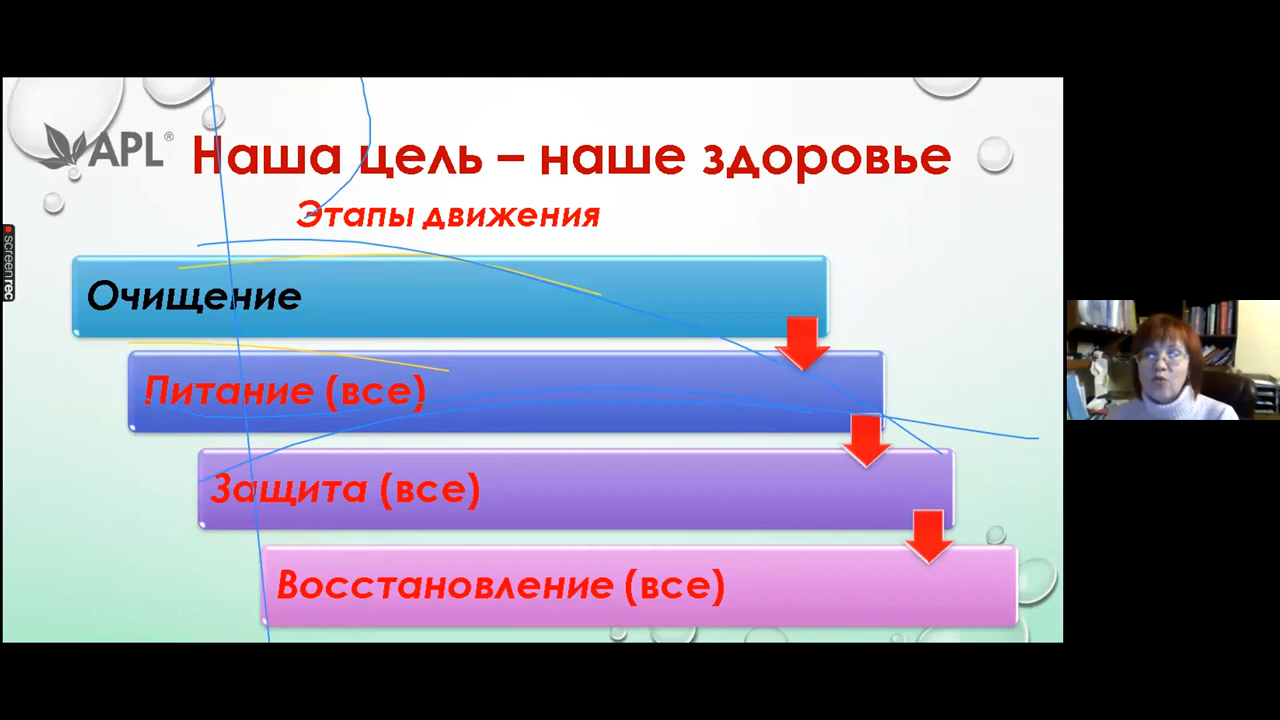 APL®
Наша цель – наше здоровье
Этапы движения
Очищение
Питание (все)
Защита (все)
Восстановление (все)
screenrec